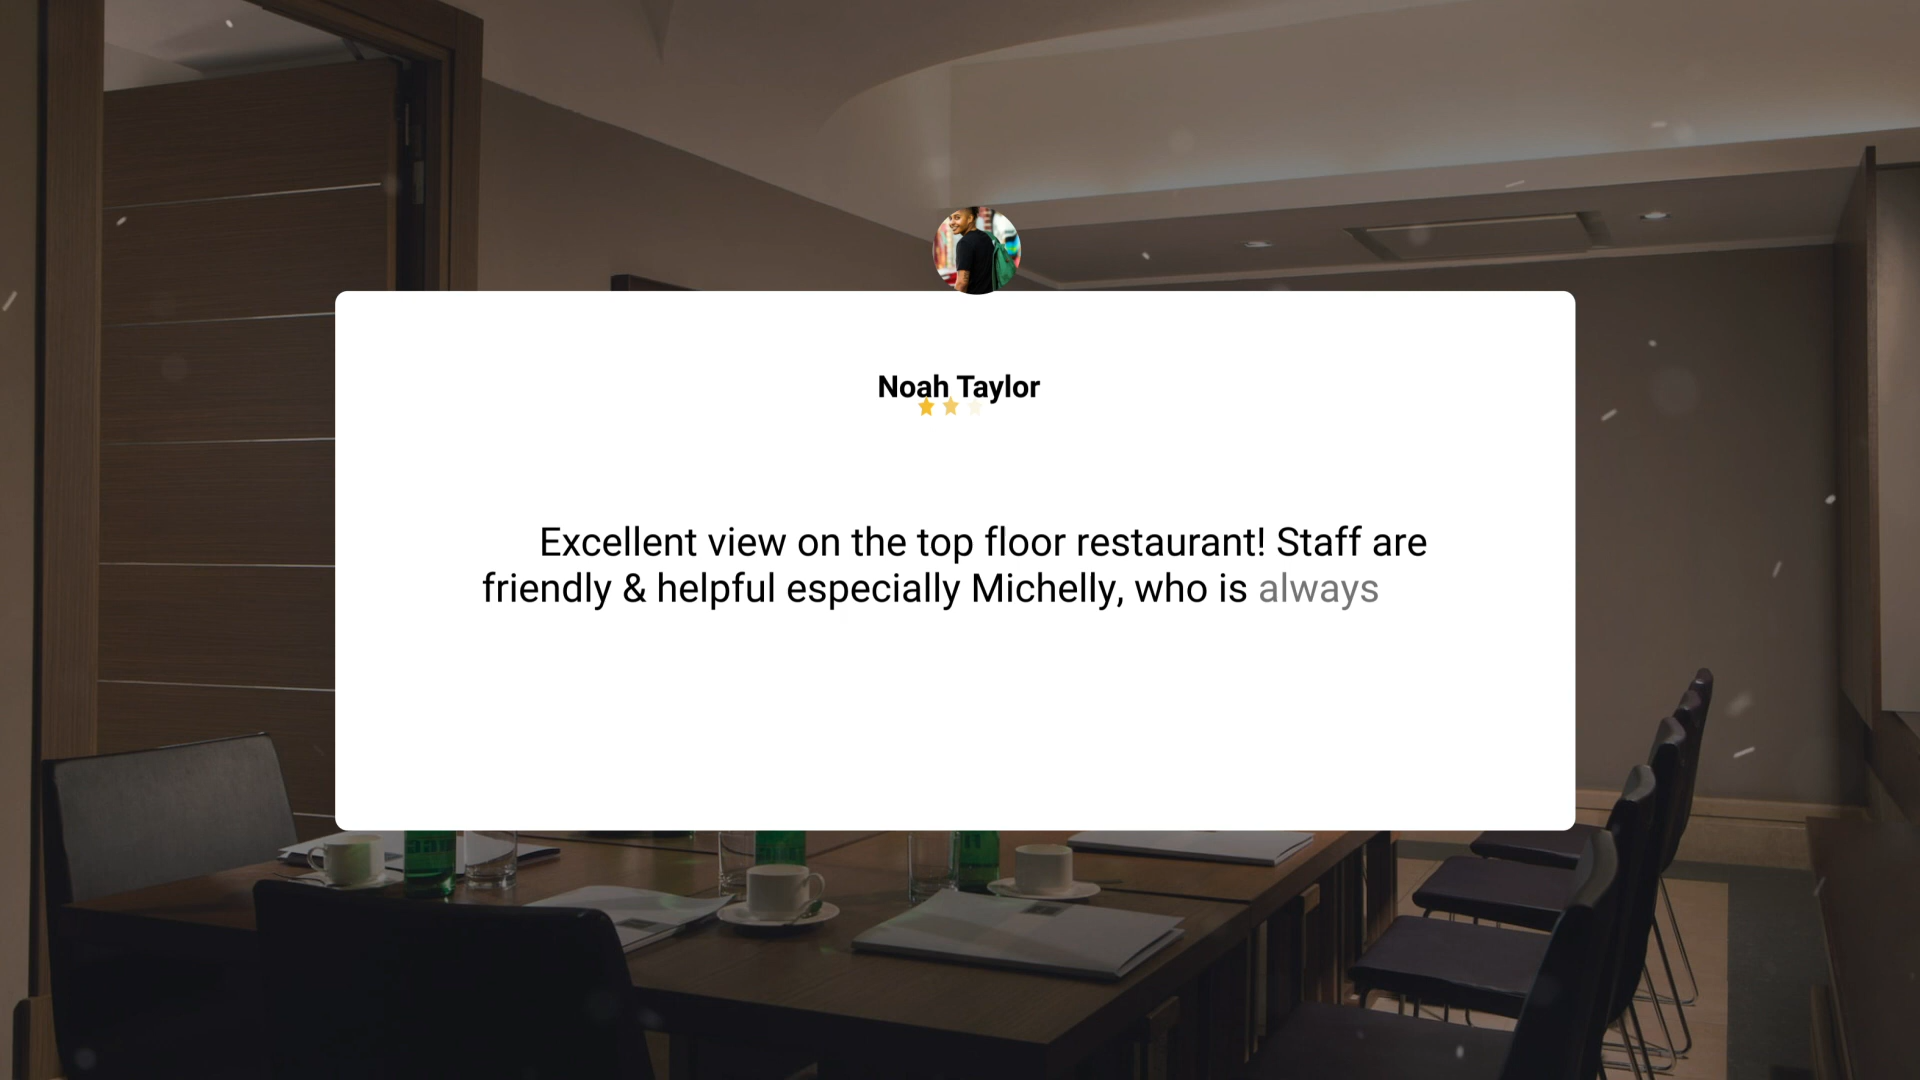 Noah Taylor
Excellent view on the top floor restaurant! Staff are
friendly & helpful especially Michelly, who is always